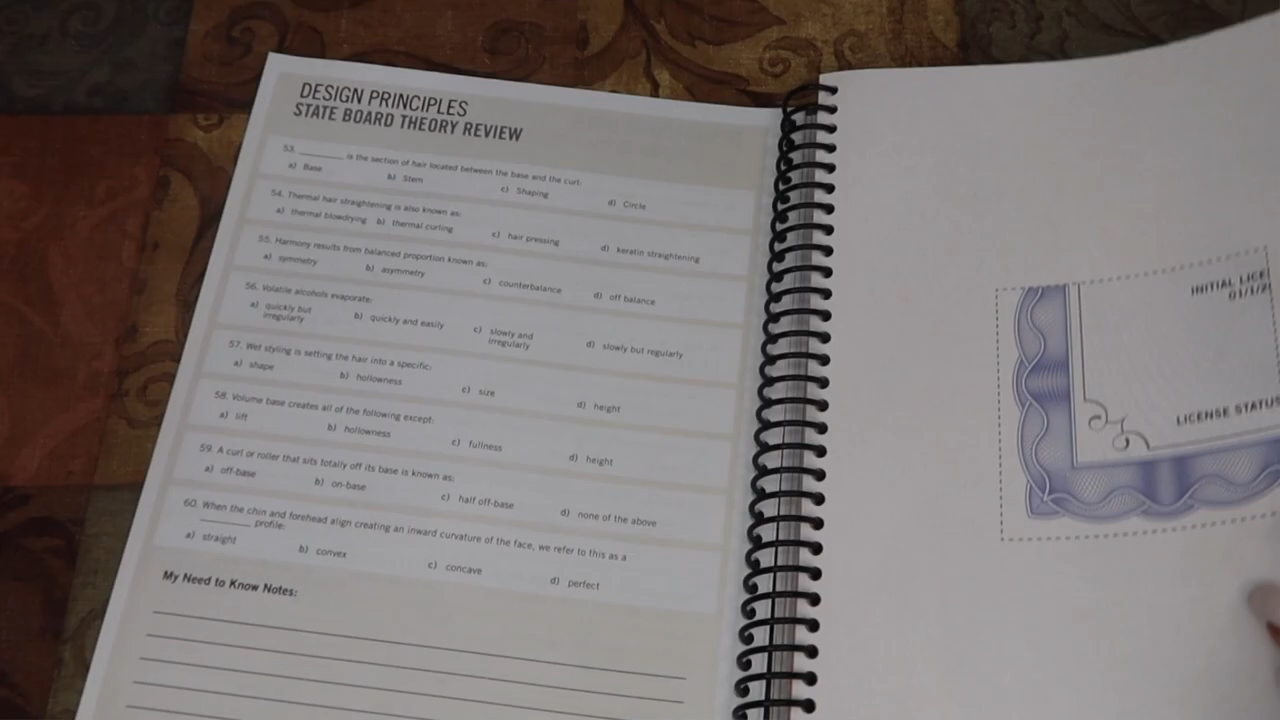 DESIGN PRINCIPLES
STATE BOARD THEORY REVIEW
53. ________ is the section of hair located between the base and the curl:
a) Base b) Stem c) Shaping d) Circle
54. Thermal hair straightening is also known as:
a) thermal blowdrying b) thermal curling c) hair pressing d) keratin straightening
55. Harmony results from balanced proportion known as:
a) symmetry b) asymmetry c) counterbalance d) off balance
56. Volatile alcohols evaporate:
a) quickly but b) quickly and easily c) slowly and d) slowly but regularly
irregularly irregularly
57. Wet styling is setting the hair into a specific:
a) shape b) hollowness c) size d) height
58. Volume base creates all of the following except:
a) lift b) hollowness c) fullness d) height
59. A curl or roller that sits totally off its base is known as:
a) off-base b) on-base c) half off-base d) none of the above
60. When the chin and forehead align creating an inward curvature of the face, we refer to this as a
________ profile:
a) straight b) convex c) concave d) perfect
My Need to Know Notes:
INITIAL LICE
01/1/2
LICENSE STATUS